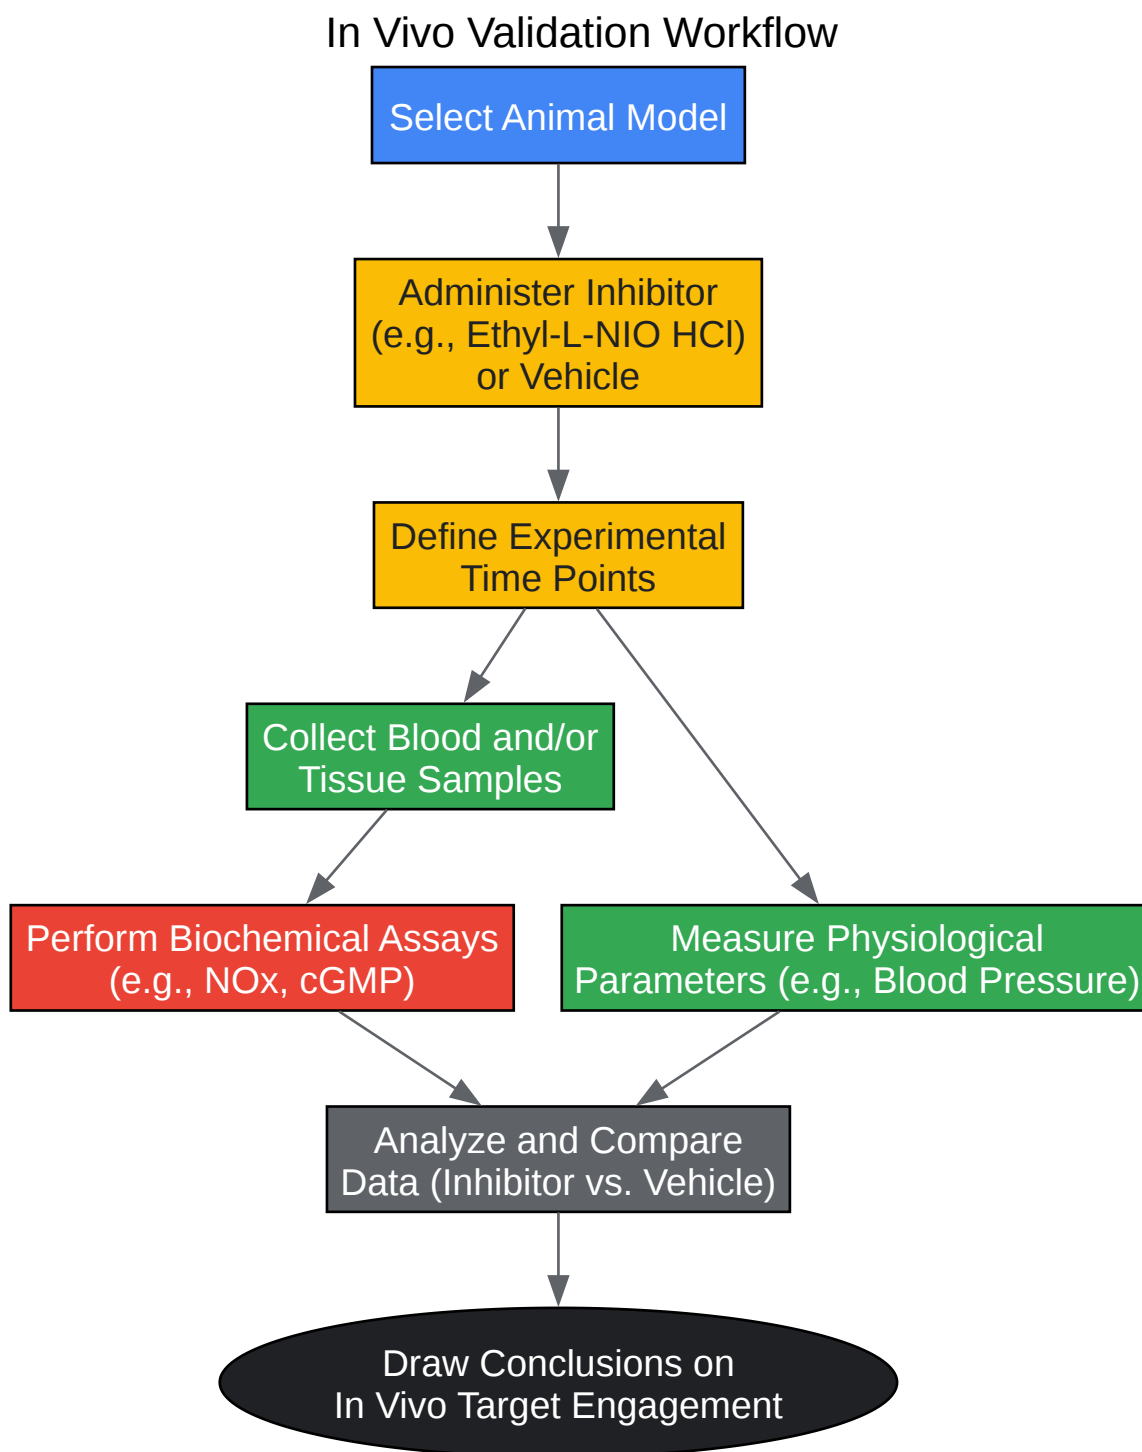 In Vivo Validation Workflow
Select Animal Model
Administer Inhibitor
(e.g., Ethyl-L-NIO HCl)
or Vehicle
Define Experimental
Time Points
Collect Blood and/or
Tissue Samples
Perform Biochemical Assays
(e.g., NOx, cGMP)
Measure Physiological
Parameters (e.g., Blood Pressure)
Analyze and Compare
Data (Inhibitor vs. Vehicle)
Draw Conclusions on
In Vivo Target Engagement